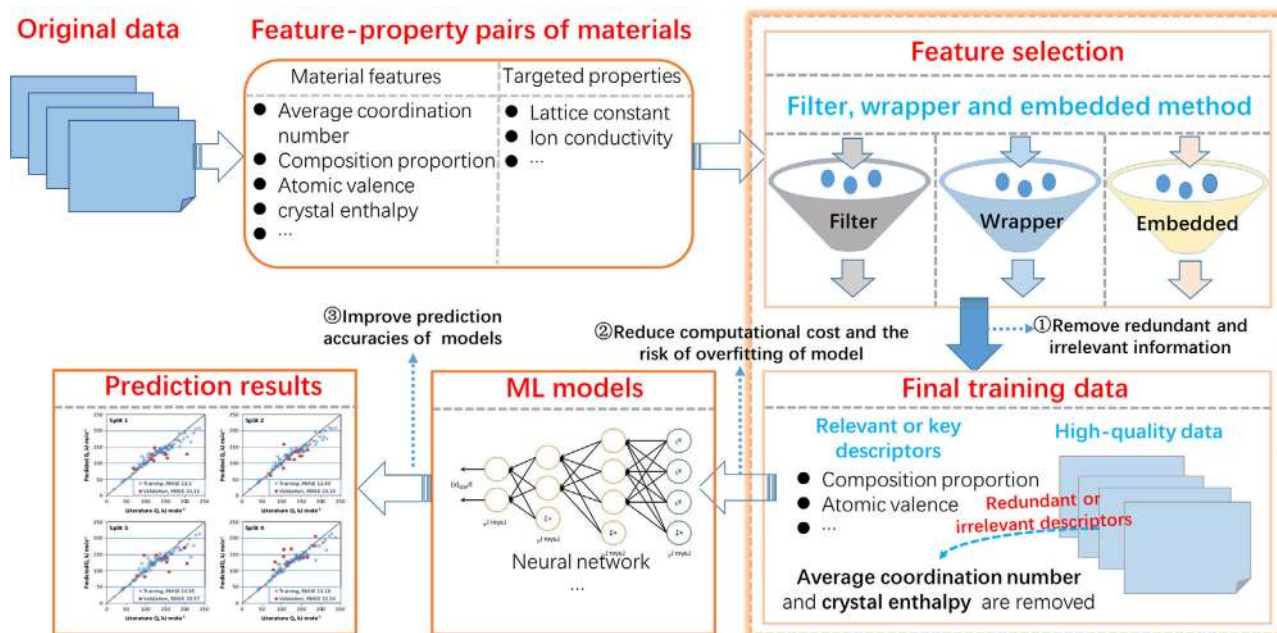 Original data
Feature-property pairs of materials
Material features
Targeted properties
● Average coordination
number
● Composition proportion
● Atomic valence
● crystal enthalpy
● ...
● Lattice constant
● Ion conductivity
● ...
Feature selection
Filter, wrapper and embedded method
Filter
Wrapper
Embedded
①Remove redundant and
irrelevant information
②Reduce computational cost and the
risk of overfitting of model
③Improve prediction
accuracies of models
Final training data
Relevant or key
descriptors
● Composition proportion
● Atomic valence
● ...
High-quality data
Redundant or
irrelevant descriptors
Average coordination number
and crystal enthalpy are removed
ML models
Neural network
...
Prediction results
Split 1
Split 2
Split 3
Split 4